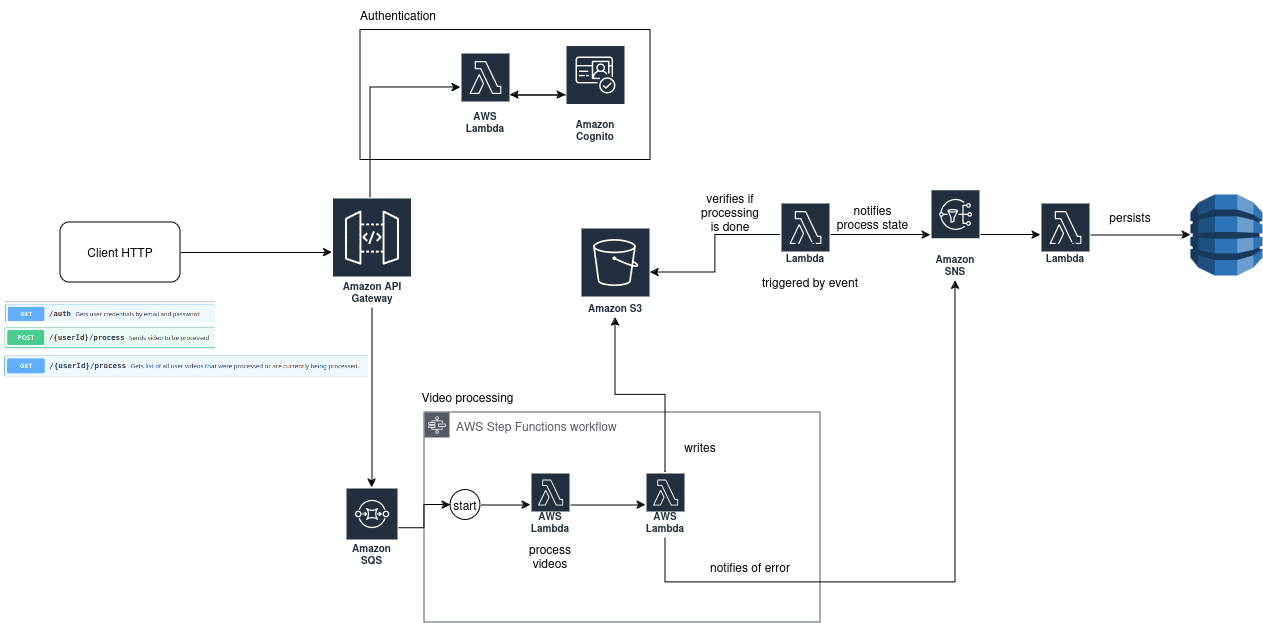 Authentication
AWS
Lambda
Amazon
Cognito
Client HTTP
Amazon API
Gateway
GET /auth Gets user credentials by email and password
POST /{userId}/process Sends video to be processed
GET /{userId}/process Gets list of all user videos that were processed or are currently being processed.
verifies if
processing
is done
Amazon S3
Lambda
triggered by event
notifies
process state
Amazon
SNS
Lambda
persists
Video processing
AWS Step Functions workflow
writes
Amazon
SQS
start
AWS
Lambda
process
videos
AWS
Lambda
notifies of error